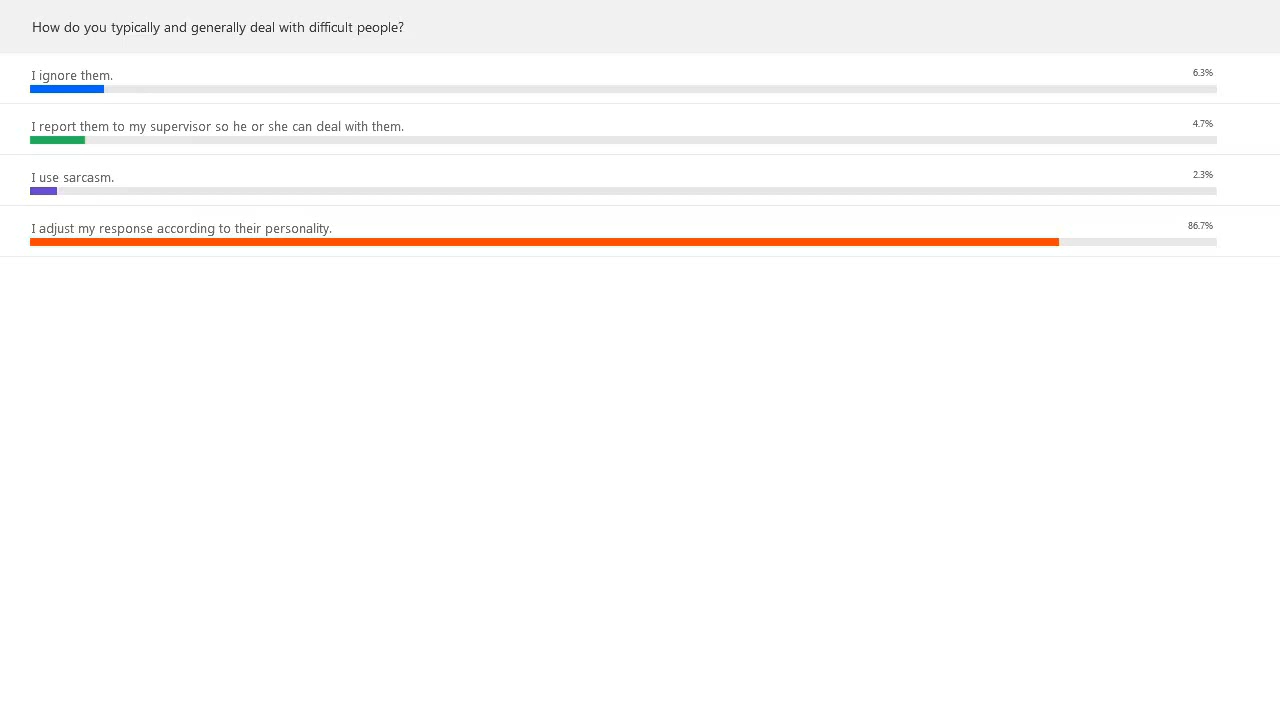 How do you typically and generally deal with difficult people?
I ignore them.
6.3%
I report them to my supervisor so he or she can deal with them.
4.7%
I use sarcasm.
2.3%
I adjust my response according to their personality.
86.7%